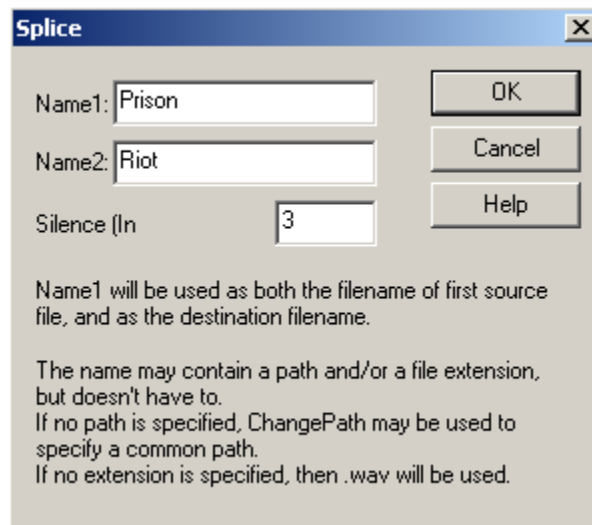 Splice
Name1: Prison
OK
Name2: Riot
Cancel
Silence (In 3
Help
Name1 will be used as both the filename of first source
file, and as the destination filename.
The name may contain a path and/or a file extension,
but doesn't have to.
If no path is specified, ChangePath may be used to
specify a common path.
If no extension is specified, then .wav will be used.